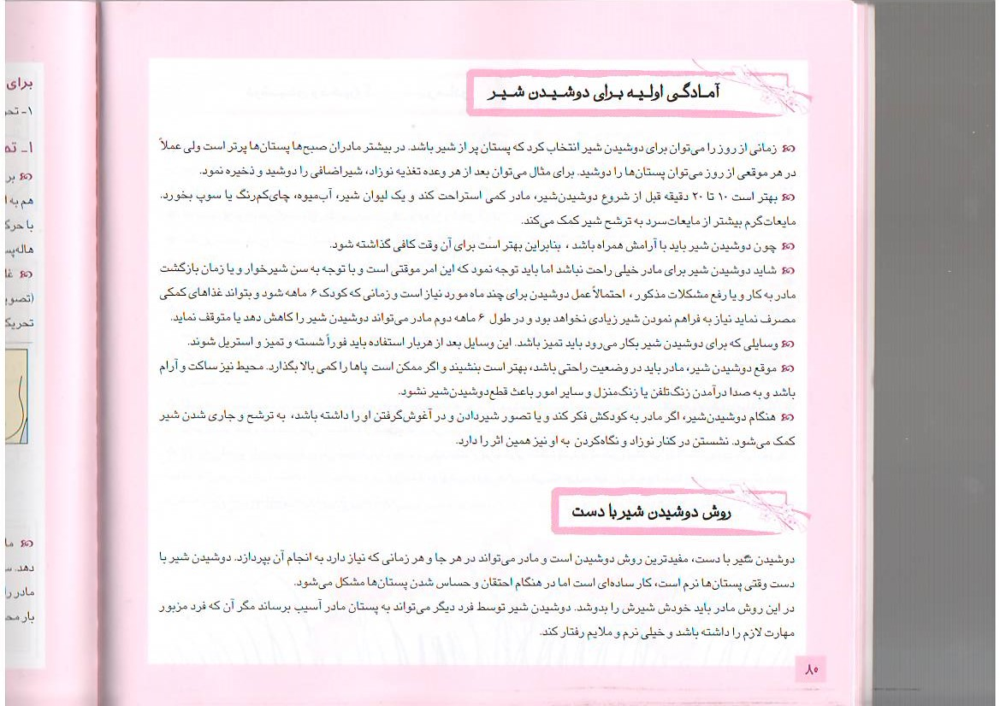 آمادگی اولیه برای دوشیدن شیر
زمانی از روز را می‌توان برای دوشیدن شیر انتخاب کرد که پستان پر از شیر باشد. در بیشتر مادران صبح‌ها پستان‌ها پرتر است ولی عملاً
در هر موقعی از روز می‌توان پستان‌ها را دوشید. برای مثال می‌توان بعد از هر وعده تغذیه نوزاد، شیراضافی را دوشید و ذخیره نمود.
بهتر است ۱۰ تا ۲۰ دقیقه قبل از شروع دوشیدن‌شیر، مادر کمی استراحت کند و یک لیوان شیر، آب‌میوه، چای‌کم‌رنگ یا سوپ بخورد.
مایعات‌گرم بیشتر از مایعات‌سرد به ترشح شیر کمک می‌کند.
چون دوشیدن شیر باید با آرامش همراه باشد ، بنابراین بهتر است برای آن وقت کافی گذاشته شود.
شاید دوشیدن شیر برای مادر خیلی راحت نباشد اما باید توجه نمود که این امر موقتی است و با توجه به سن شیرخوار و یا زمان بازگشت
مادر به کار و یا رفع مشکلات مذکور ، احتمالاً عمل دوشیدن برای چند ماه مورد نیاز است و زمانی که کودک ۶ ماهه شود و بتواند غذاهای کمکی
مصرف نماید نیاز به فراهم نمودن شیر زیادی نخواهد بود و در طول ۶ ماهه دوم مادر می‌تواند دوشیدن شیر را کاهش دهد یا متوقف نماید.
وسایلی که برای دوشیدن شیر بکار می‌رود باید تمیز باشد. این وسایل بعد از هربار استفاده باید فوراً شسته و تمیز و استریل شوند.
موقع دوشیدن شیر، مادر باید در وضعیت راحتی باشد، بهتر است بنشیند و اگر ممکن است پاها را کمی بالا بگذارد. محیط نیز ساکت و آرام
باشد و به صدا درآمدن زنگ‌تلفن یا زنگ‌منزل و سایر امور باعث قطع‌دوشیدن‌شیر نشود.
هنگام دوشیدن‌شیر، اگر مادر به کودکش فکر کند و یا تصور شیردادن و در آغوش‌گرفتن او را داشته باشد، به ترشح و جاری شدن شیر
کمک می‌شود. نشستن در کنار نوزاد و نگاه‌کردن به او نیز همین اثر را دارد.
روش دوشیدن شیر با دست
دوشیدن شیر با دست، مفیدترین روش دوشیدن است و مادر می‌تواند در هر جا و هر زمانی که نیاز دارد به انجام آن بپردازد. دوشیدن شیر با
دست وقتی پستان‌ها نرم است، کار ساده‌ای است اما در هنگام احتقان و حساس شدن پستان‌ها مشکل می‌شود.
در این روش مادر باید خودش شیرش را بدوشد. دوشیدن شیر توسط فرد دیگر می‌تواند به پستان مادر آسیب برساند مگر آن که فرد مزبور
مهارت لازم را داشته باشد و خیلی نرم و ملایم رفتار کند.
۸۰
برای
هم به
با
(تصویر
دهد.
مادر را
بار